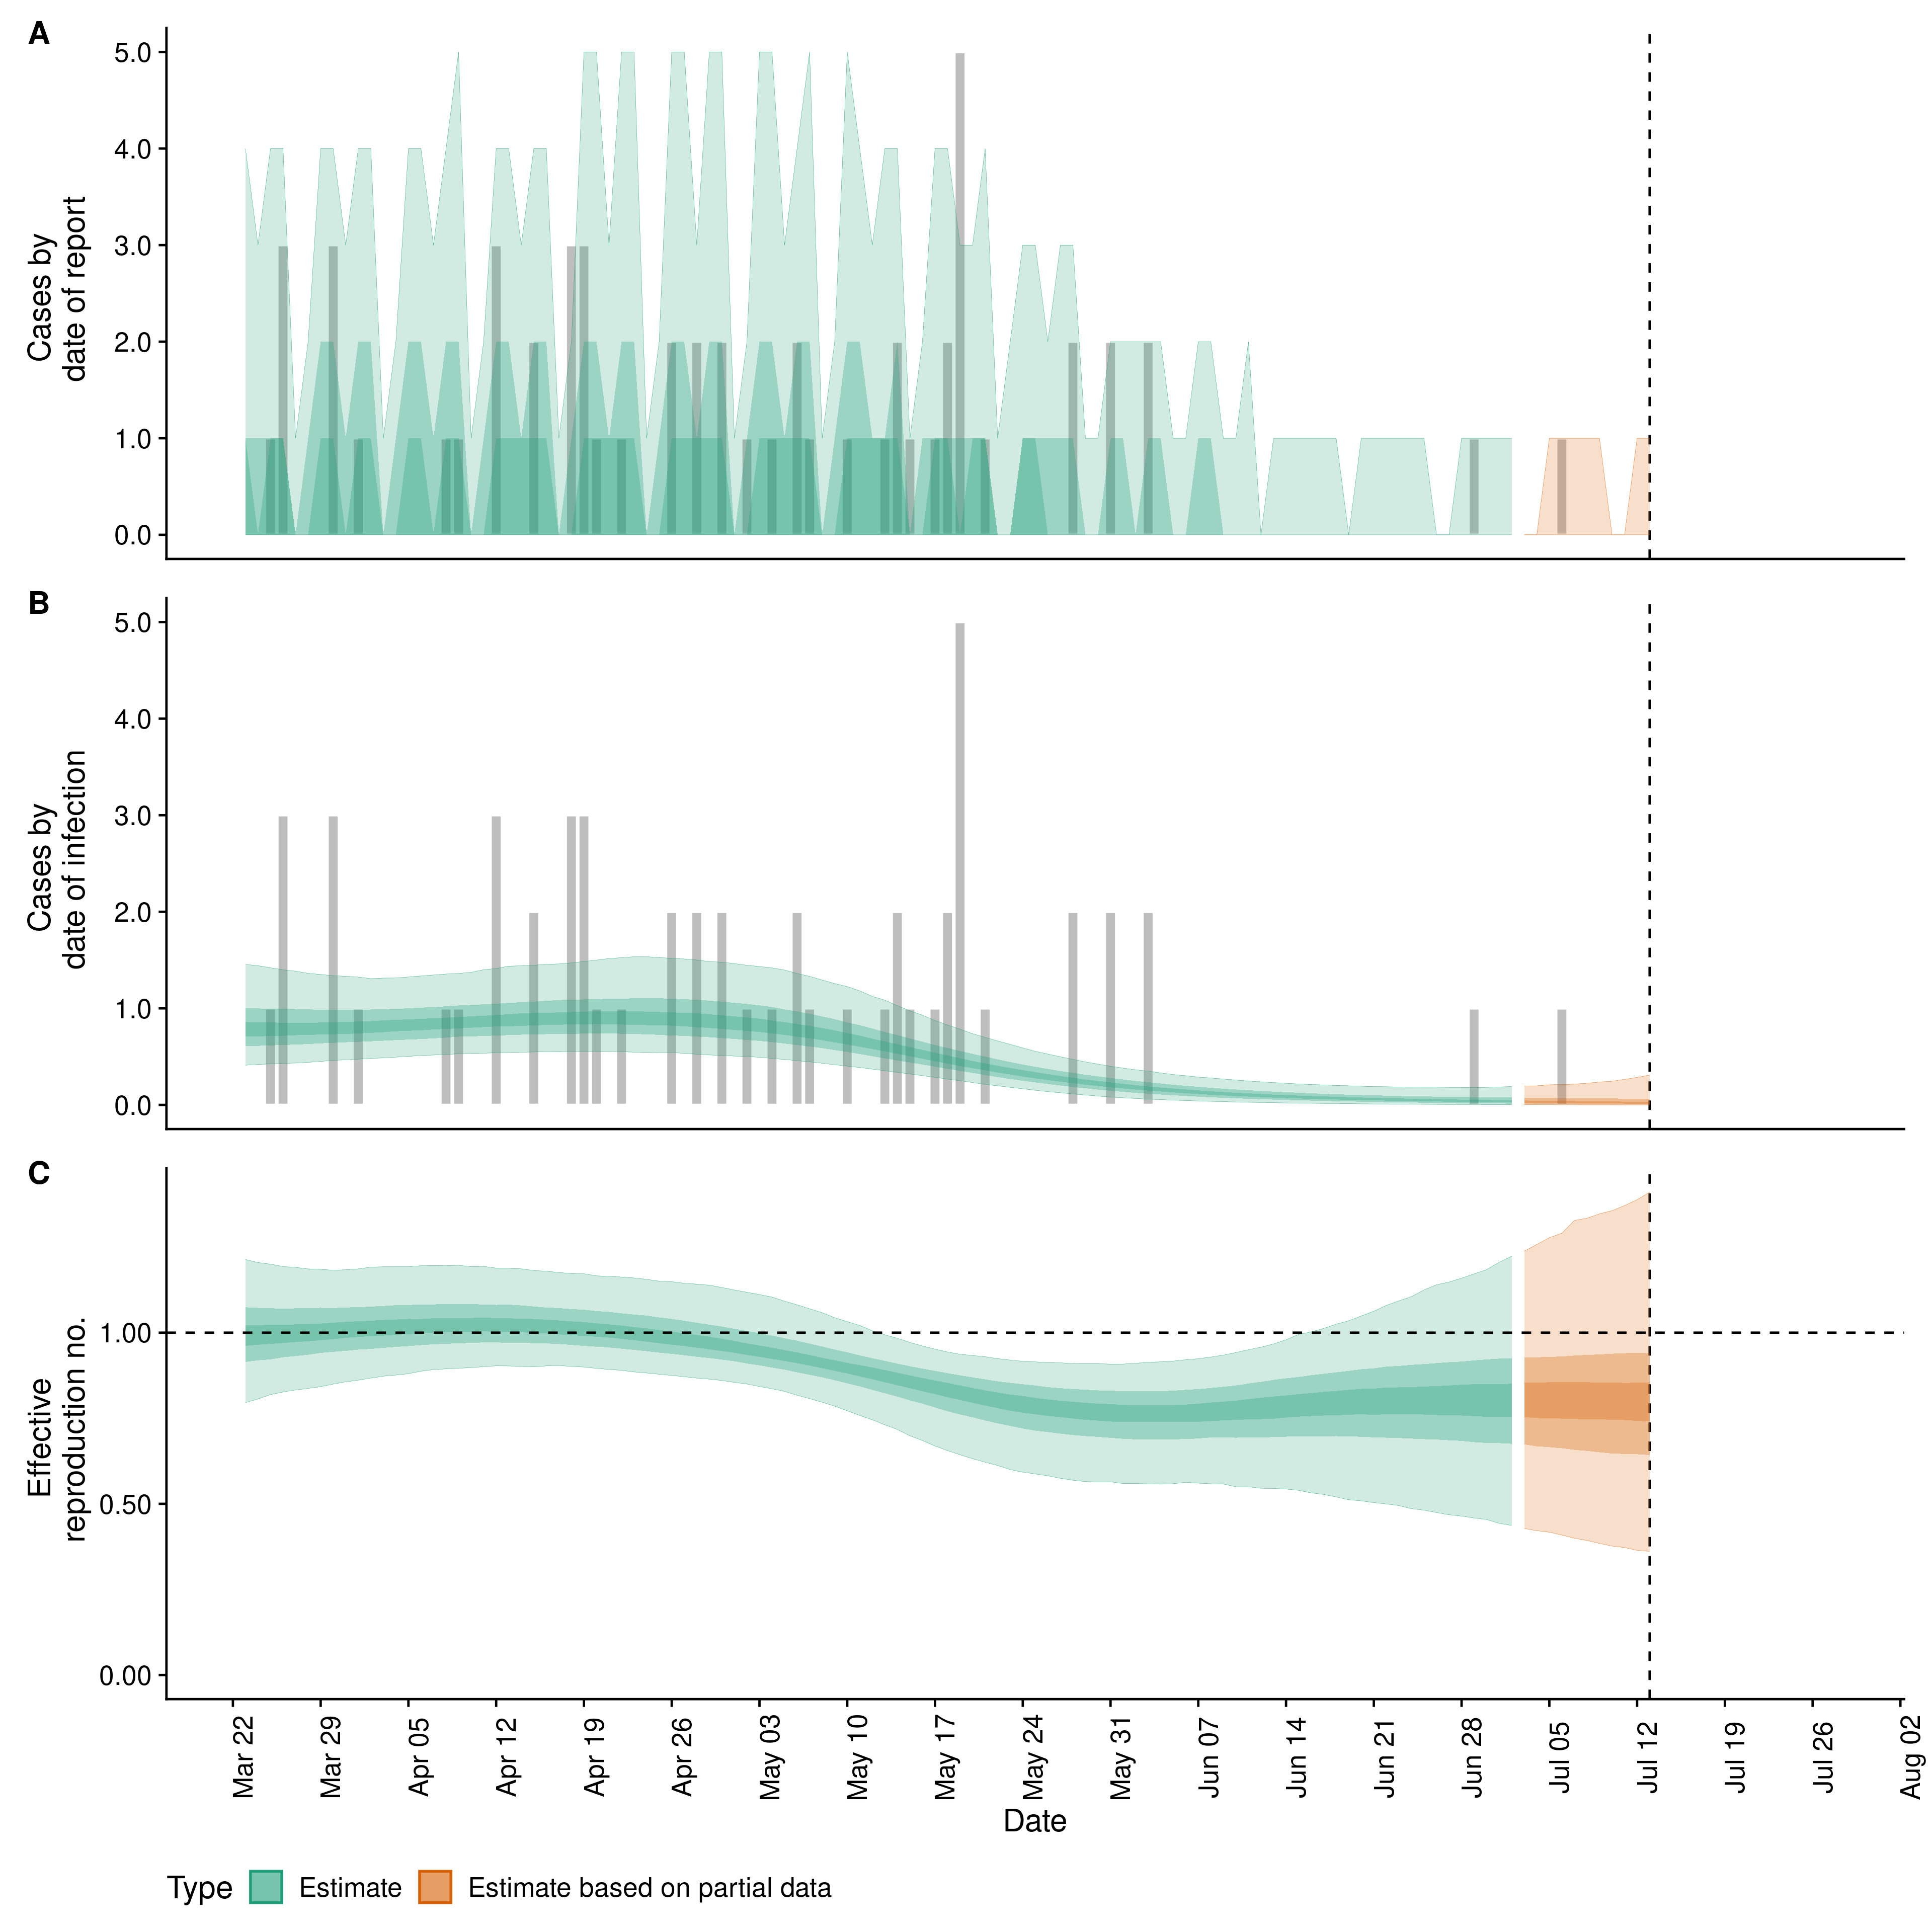 A
Cases by
date of report
5.0
4.0
3.0
2.0
1.0
0.0
B
Cases by
date of infection
5.0
4.0
3.0
2.0
1.0
0.0
C
Effective
reproduction no.
1.00
0.50
0.00
Mar 22
Mar 29
Apr 05
Apr 12
Apr 19
Apr 26
May 03
May 10
May 17
May 24
May 31
Jun 07
Jun 14
Jun 21
Jun 28
Jul 05
Jul 12
Jul 19
Jul 26
Aug 02
Date
Type Estimate Estimate based on partial data